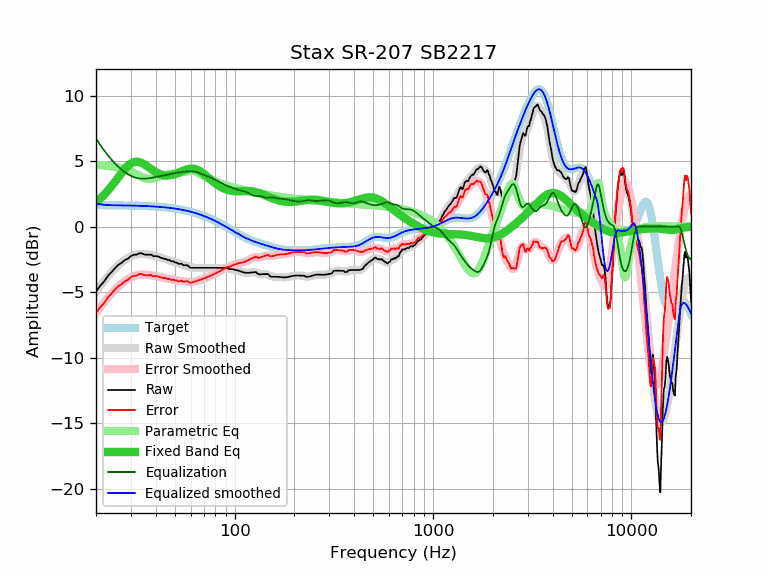 Stax SR-207 SB2217
Amplitude (dBr)
10
5
0
−5
−10
−15
−20
Target
Raw Smoothed
Error Smoothed
Raw
Error
Parametric Eq
Fixed Band Eq
Equalization
Equalized smoothed
100 1000 10000
Frequency (Hz)